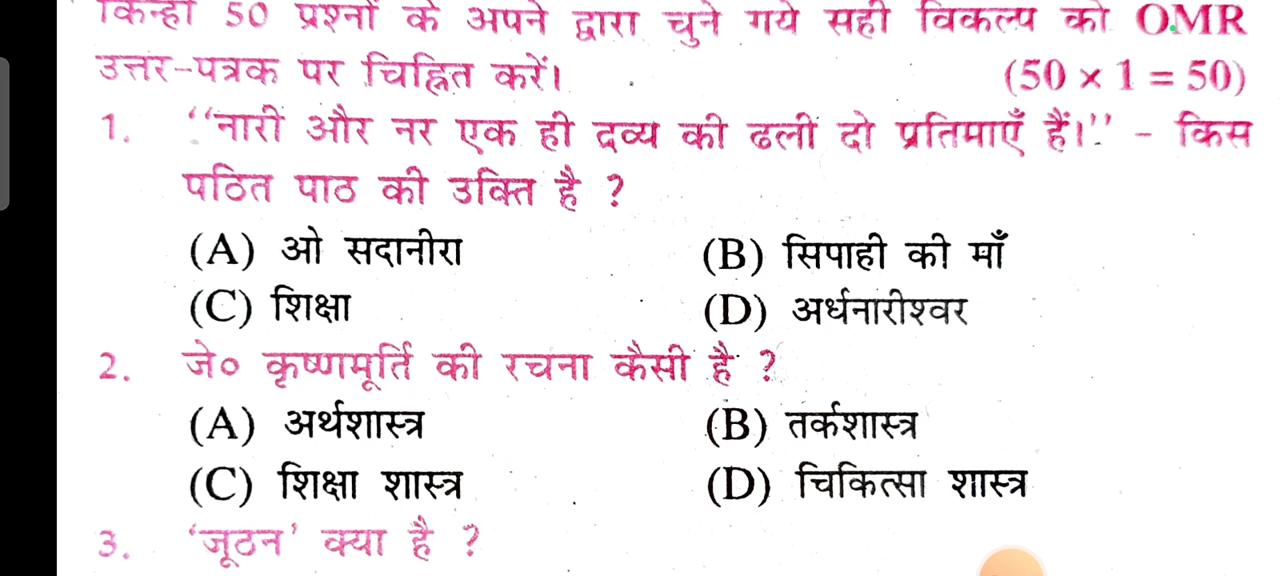 किन्हीं 50 प्रश्नों के अपने द्वारा चुने गये सही विकल्प को OMR
उत्तर-पत्रक पर चिह्नित करें। (50 × 1 = 50)
1. ‘‘नारी और नर एक ही द्रव्य की ढली दो प्रतिमाएँ हैं।’’ - किस
पठित पाठ की उक्ति है ?
(A) ओ सदानीरा (B) सिपाही की माँ
(C) शिक्षा (D) अर्धनारीश्वर
2. जे० कृष्णमूर्ति की रचना कैसी है ?
(A) अर्थशास्त्र (B) तर्कशास्त्र
(C) शिक्षा शास्त्र (D) चिकित्सा शास्त्र
3. ‘जूठन’ क्या है ?